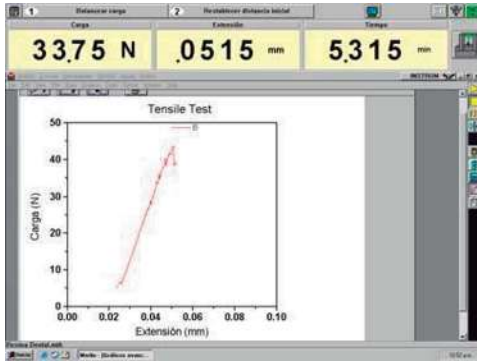 1 Balancear carga 2 Restablecer distancia inicial
Carga Extensión Tiempo
33.75 N .0515 mm 5.315 min
INSTRON
Tensile Test
B
50
40
30
20
10
0
0.00 0.02 0.04 0.06 0.08 0.10
Carga (N)
Extensión (mm)
Inicio